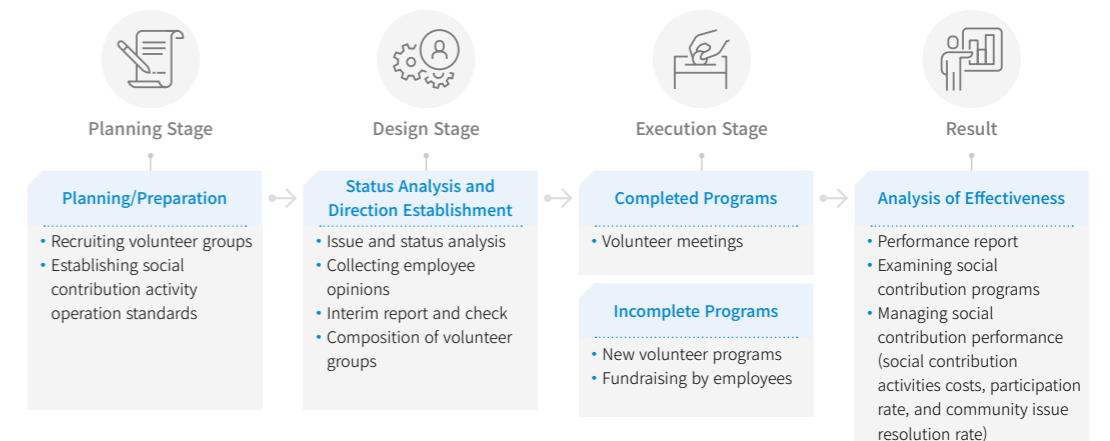 Planning Stage
Planning/Preparation
• Recruiting volunteer groups
• Establishing social
contribution activity
operation standards
Design Stage
Status Analysis and
Direction Establishment
• Issue and status analysis
• Collecting employee
opinions
• Interim report and check
• Composition of volunteer
groups
Execution Stage
Completed Programs
• Volunteer meetings
Incomplete Programs
• New volunteer programs
• Fundraising by employees
Result
Analysis of Effectiveness
• Performance report
• Examining social
contribution programs
• Managing social
contribution performance
(social contribution
activities costs, participation
rate, and community issue
resolution rate)